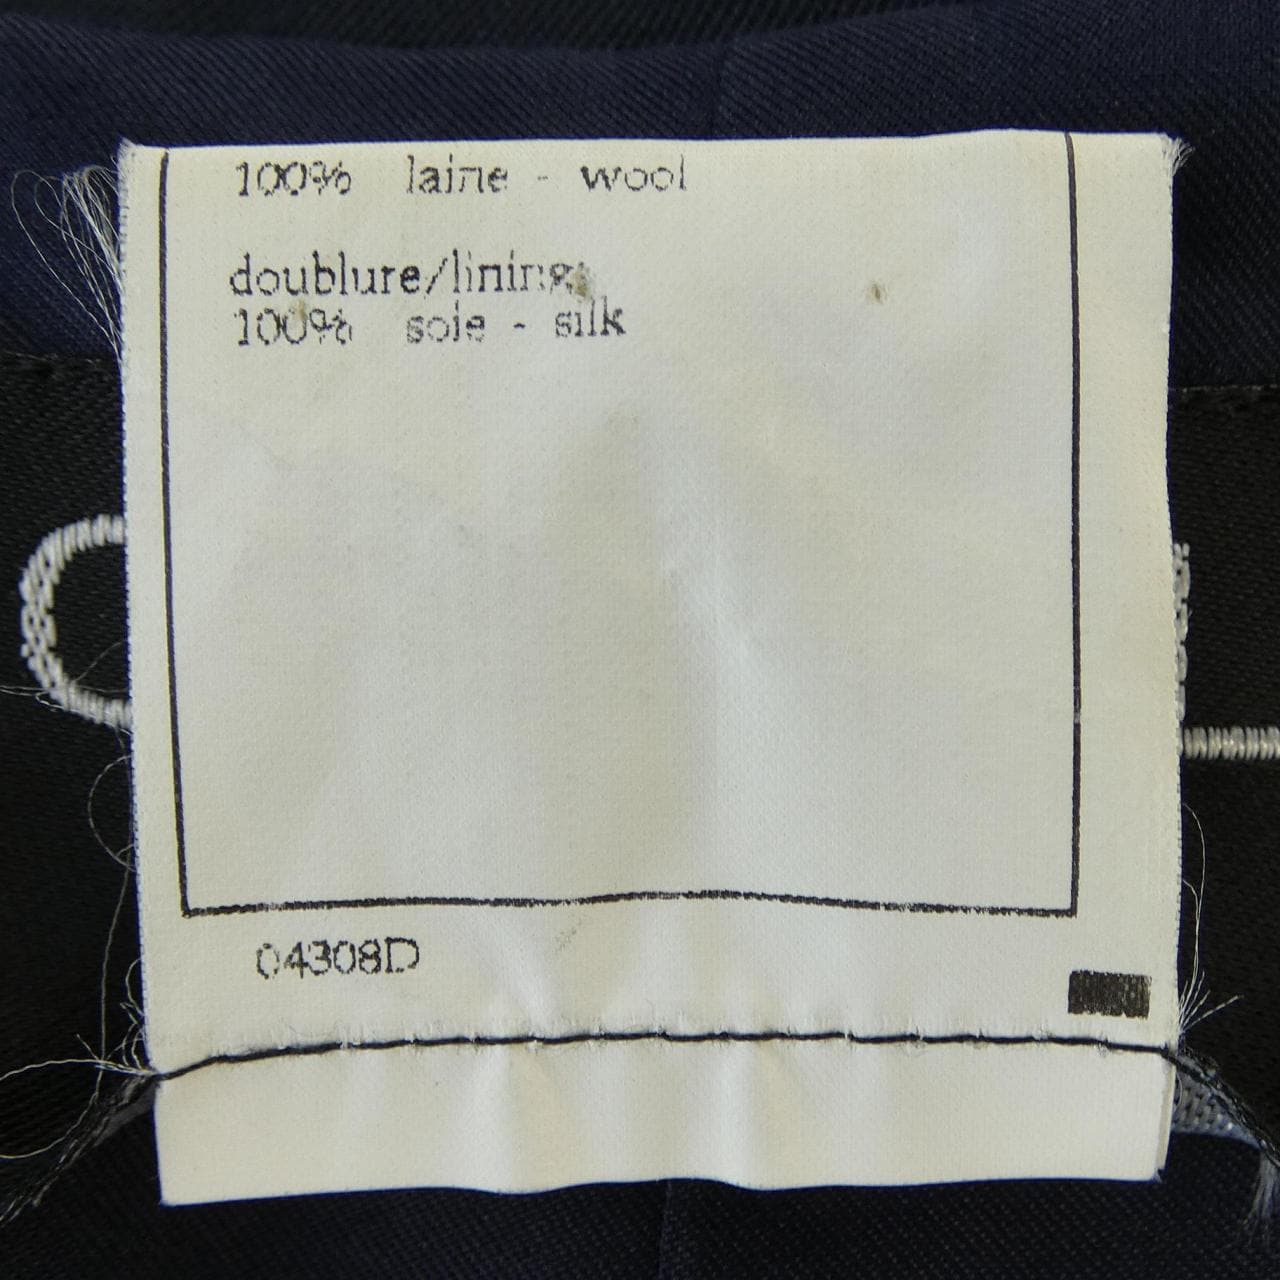 100% laine - wool
doublure/lining:
100% soie - silk
04308D